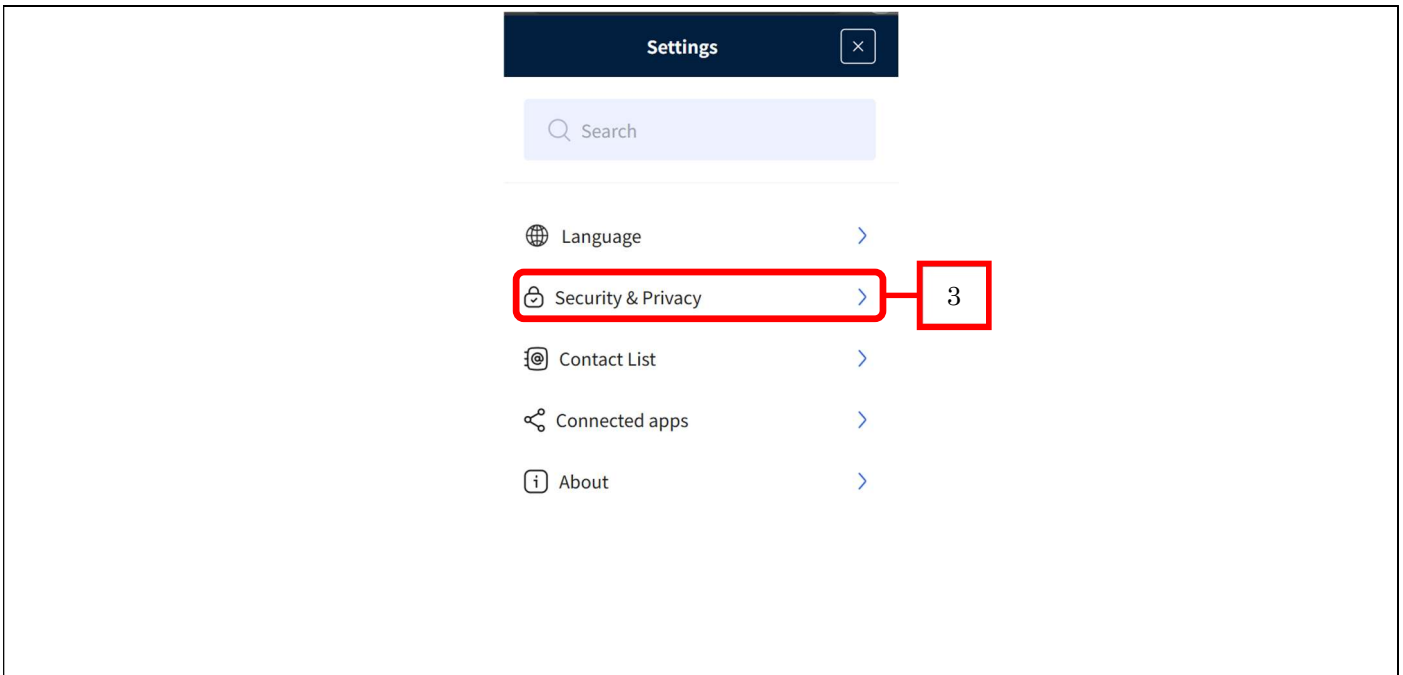 Settings
Search
Language
Security & Privacy
3
Contact List
Connected apps
About